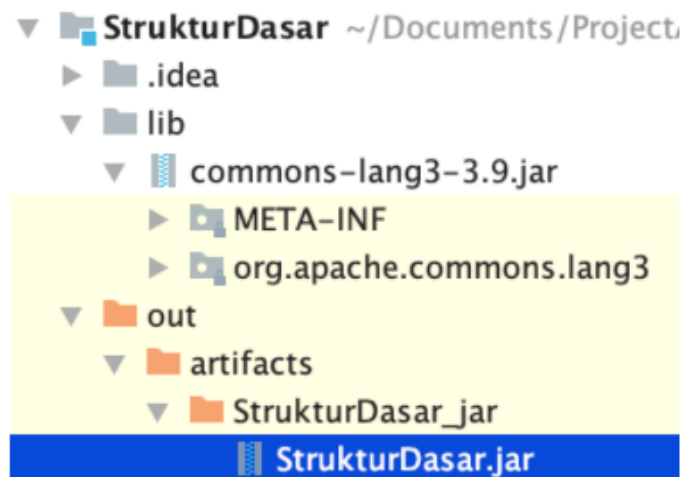 StrukturDasar ~/Documents/Project
.idea
lib
commons-lang3-3.9.jar
META-INF
org.apache.commons.lang3
out
artifacts
StrukturDasar_jar
StrukturDasar.jar